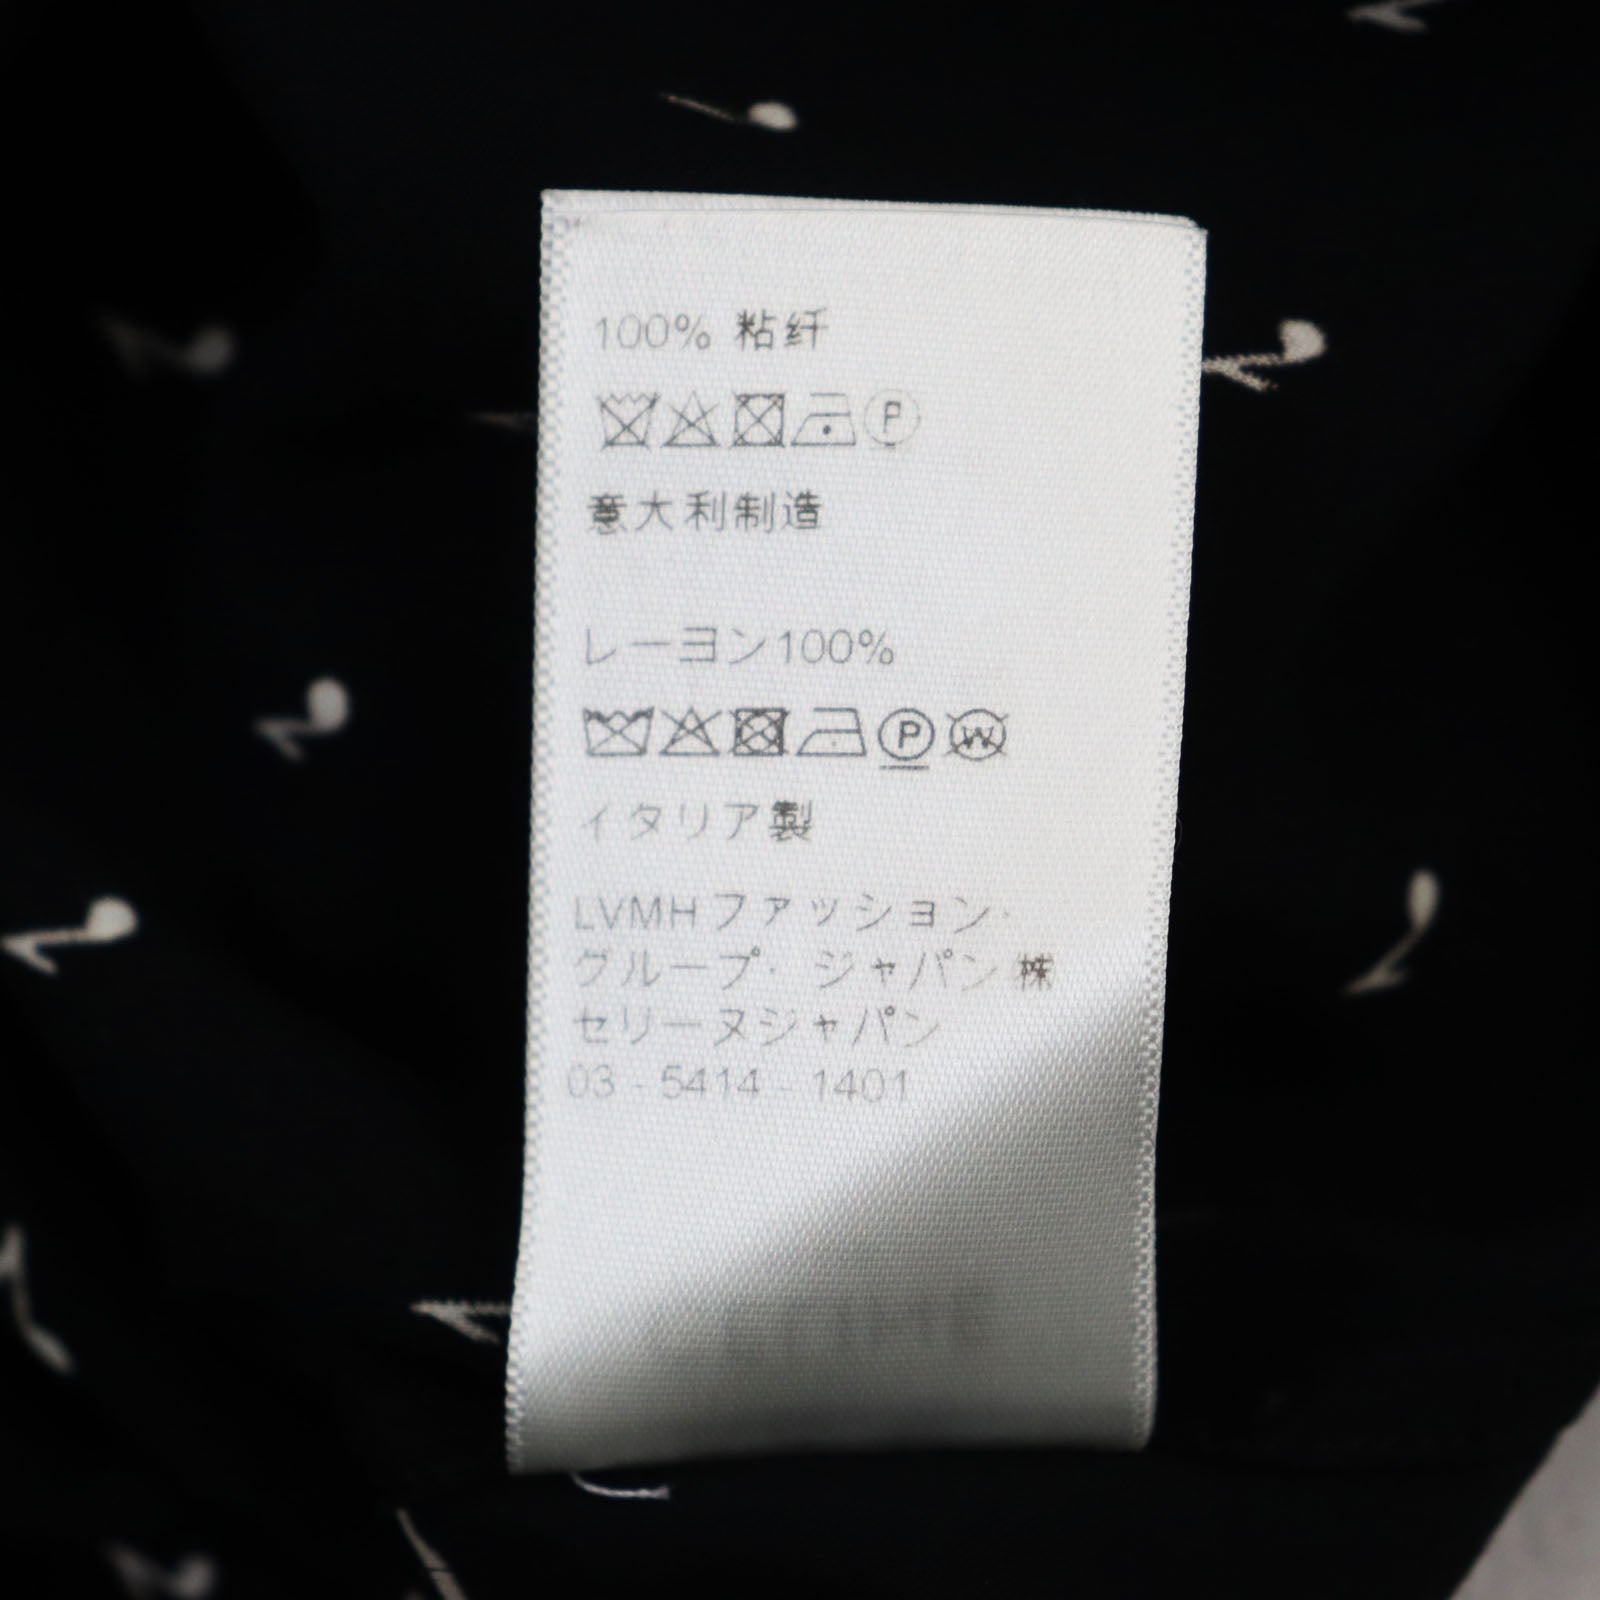 100% 粘纤
P
意大利制造
レーヨン100%
P W
イタリア製
LVMHファッション·
グループ· ジャパン 株
セリーヌジャパン
03 - 5414 - 1401